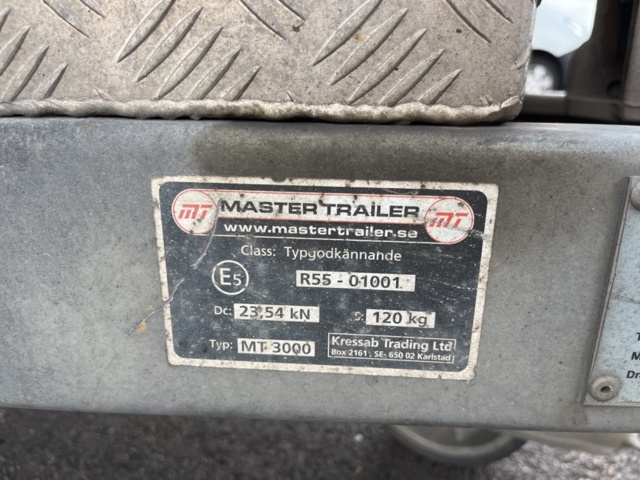 MT MASTER TRAILER MT
www.mastertrailer.se
Class: Typgodkännande
E5 R55 - 01001
Dc: 23,54 kN S: 120 kg
Typ: MT 3000 Kressab Trading Ltd
Box 2161, SE- 650 02 Karlstad
T
M
Dr